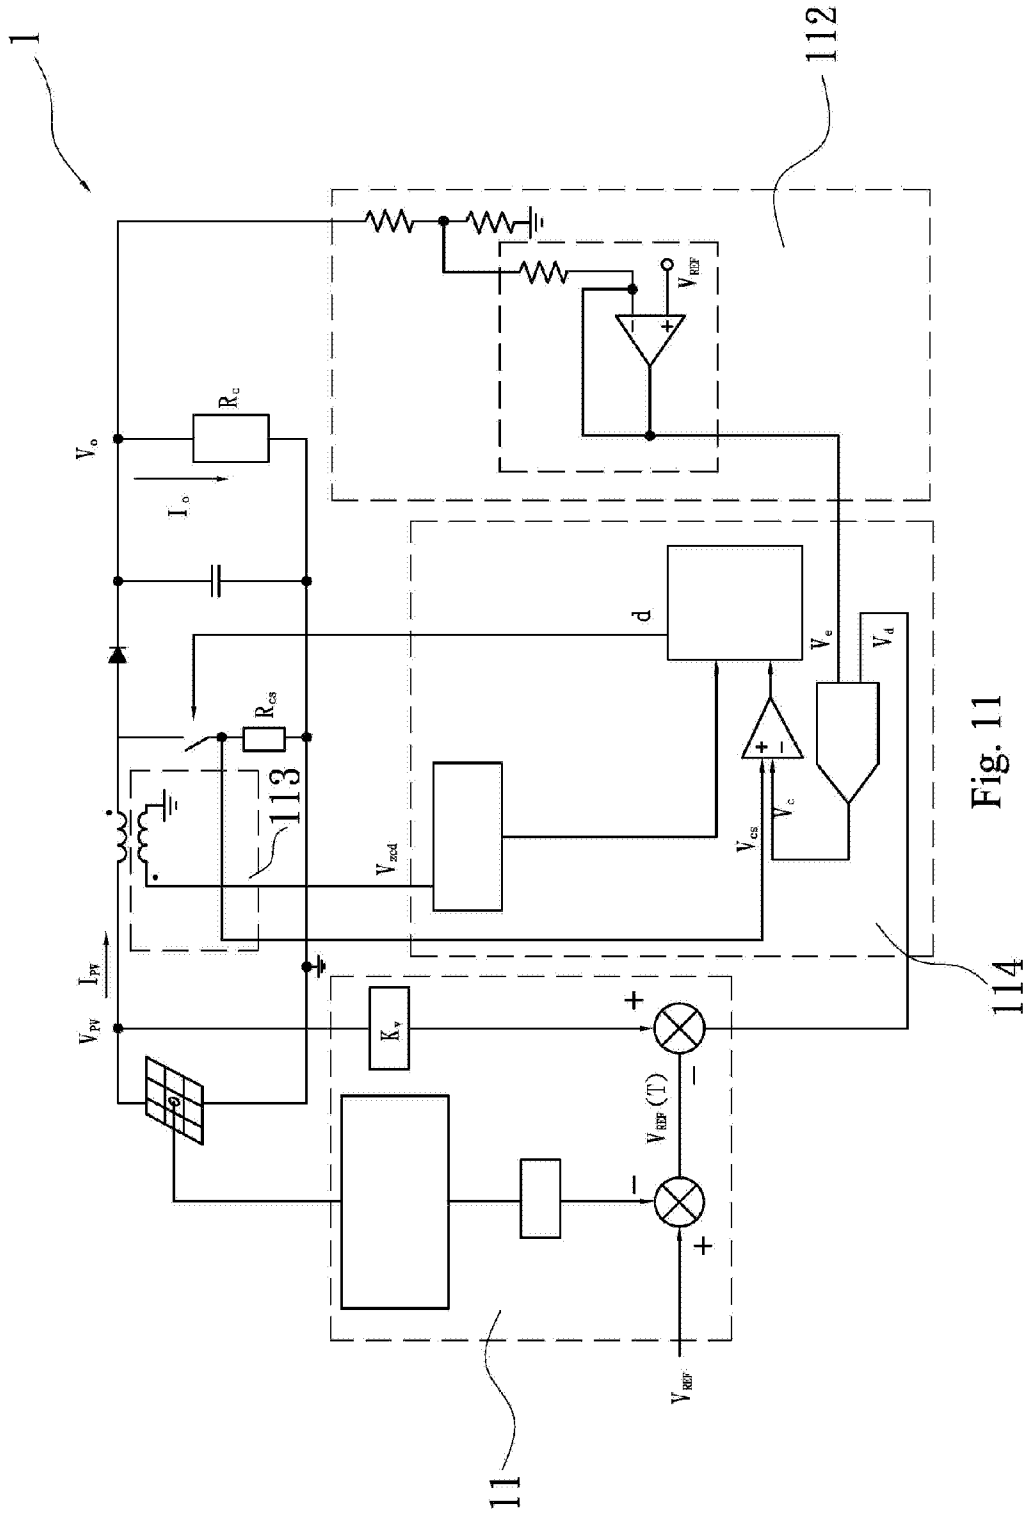 1
112
V_o
I_o
R_c
V_REF
+
−
d
V_e
V_d
R_cs
113
V_zcd
V_cs
V_c
+
−
114
I_PV
V_PV
K_v
+
−
V_REF(T)
−
+
V_REF
11
Fig. 11